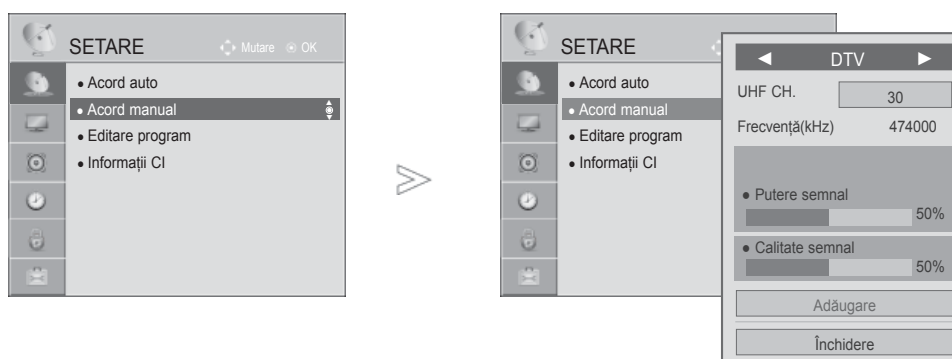 SETARE Mutare OK
Acord auto
Acord manual
Editare program
Informații CI
SETARE
Acord auto
Acord manual
Editare program
Informații CI
DTV
UHF CH. 30
Frecvență(kHz) 474000
Putere semnal
50%
Calitate semnal
50%
Adăugare
Închidere